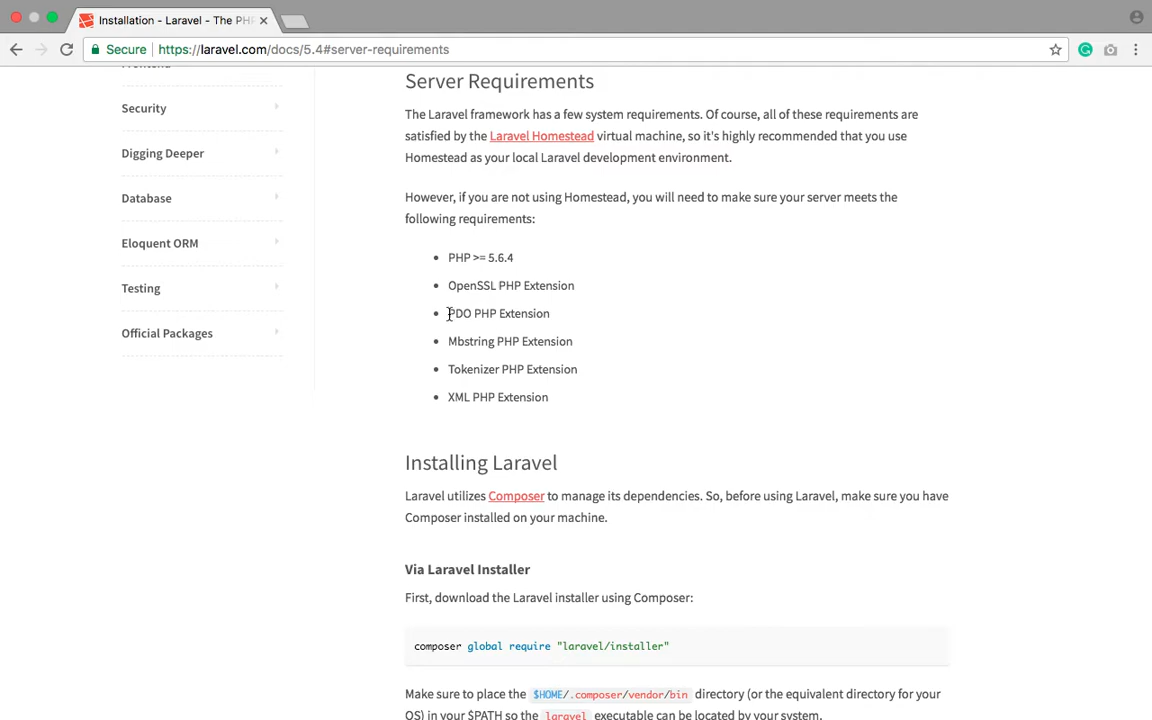 Installation - Laravel - The PH
Secure https://laravel.com/docs/5.4#server-requirements
Frontend
Security
Digging Deeper
Database
Eloquent ORM
Testing
Official Packages
Server Requirements
The Laravel framework has a few system requirements. Of course, all of these requirements are
satisfied by the Laravel Homestead virtual machine, so it's highly recommended that you use
Homestead as your local Laravel development environment.
However, if you are not using Homestead, you will need to make sure your server meets the
following requirements:
• PHP >= 5.6.4
• OpenSSL PHP Extension
• PDO PHP Extension
• Mbstring PHP Extension
• Tokenizer PHP Extension
• XML PHP Extension
Installing Laravel
Laravel utilizes Composer to manage its dependencies. So, before using Laravel, make sure you have
Composer installed on your machine.
Via Laravel Installer
First, download the Laravel installer using Composer:
composer global require "laravel/installer"
Make sure to place the $HOME/.composer/vendor/bin directory (or the equivalent directory for your
OS) in your $PATH so the laravel executable can be located by your system.